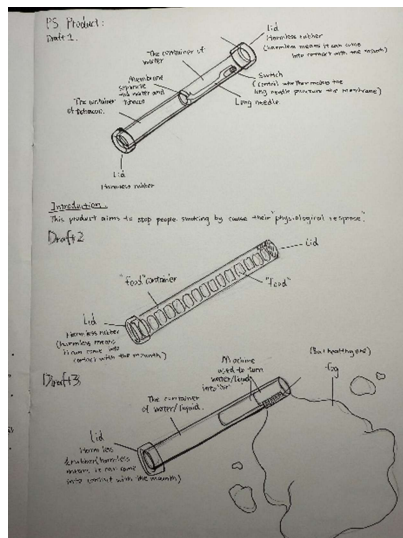 PS Product:
Draft 1.
Lid
Harmless rubber
(harmless means it can come
into contact with the mouth)
The container of
water
Membrane
separate
water and
tobacco
The container
of tobacco.
Switch
(control whether the
long needle puncture the membrane)
Long needle
Lid
Harmless rubber
Introduction.
This product aims to stop people smoking by cause their "physiological response".
Draft 2
Lid
"Food" container
"Food"
Lid
Harmless rubber
(harmless means
it can come into
contact with the mouth)
Draft 3
Machine
used to turn
water/liquid
into air
(But healthy one)
fog
The container
of water/liquid.
Lid
Harmless
rubber (harmless
means it can come
into contact with the mouth)